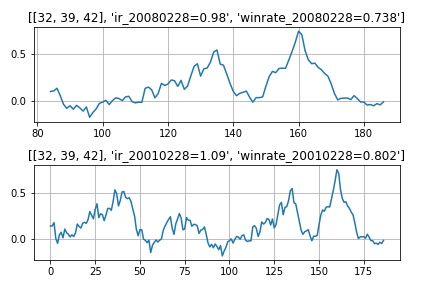 [[32, 39, 42], 'ir_20080228=0.98', 'winrate_20080228=0.738']
0.5
0.0
80 100 120 140 160 180
[[32, 39, 42], 'ir_20010228=1.09', 'winrate_20010228=0.802']
0.5
0.0
0 25 50 75 100 125 150 175